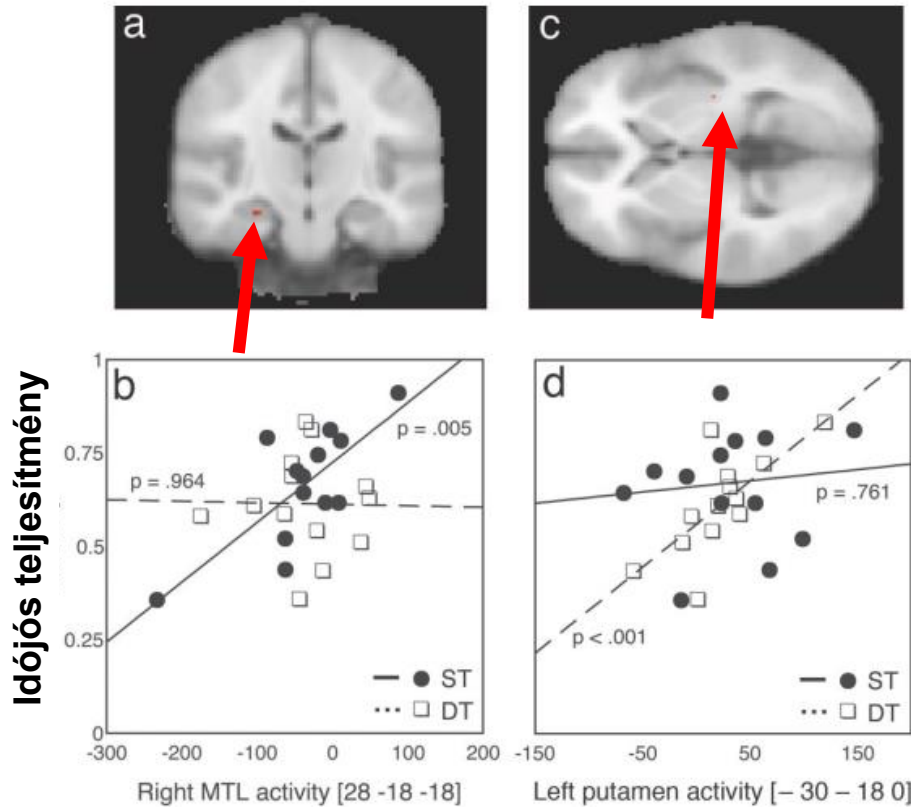 a
c
Időjós teljesítmény
b
d
1
0.75
0.5
0.25
0
p = .005
p = .964
p = .761
p < .001
ST
DT
ST
DT
-300 -200 -100 0 100 200
-150 -50 50 150
Right MTL activity [28 -18 -18]
Left putamen activity [– 30 – 18 0]